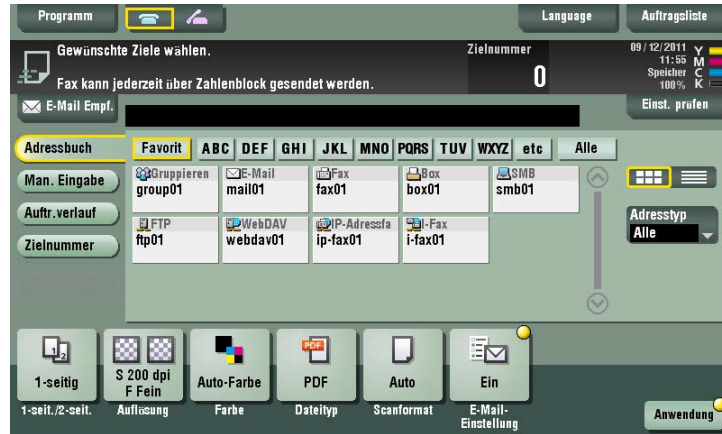 Programm
Language
Auftragsliste
Gewünschte Ziele wählen.
Zielnummer
09/12/2011
11:55
Speicher
100%
Y
M
C
K
0
Fax kann jederzeit über Zahlenblock gesendet werden.
E-Mail Empf.
Einst. prüfen
Adressbuch
Favorit
ABC
DEF
GHI
JKL
MNO
PQRS
TUV
WXYZ
etc
Alle
Gruppieren
group01
E-Mail
mail01
Fax
fax01
Box
box01
SMB
smb01
Man. Eingabe
Auftr.verlauf
FTP
ftp01
WebDAV
webdav01
IP-Adressfa
ip-fax01
I-Fax
i-fax01
Adresstyp
Alle
Zielnummer
1-seitig
S 200 dpi
F Fein
Auto-Farbe
PDF
PDF
Auto
Ein
1-seit./2-seit.
Auflösung
Farbe
Dateityp
Scanformat
E-Mail-
Einstellung
Anwendung